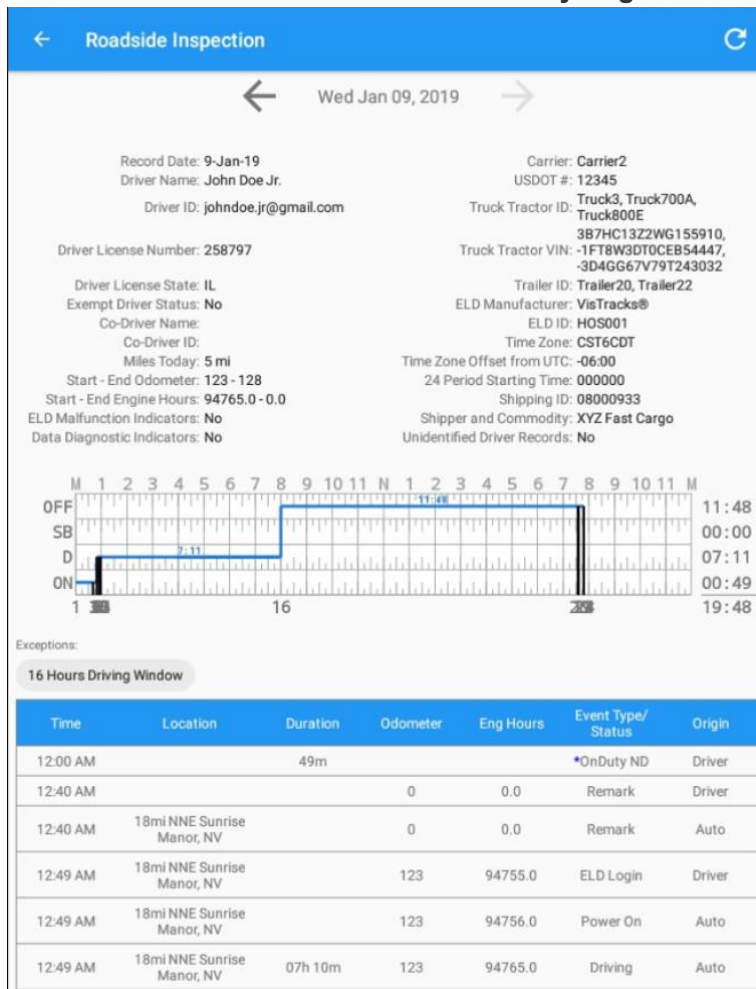 Roadside Inspection
Wed Jan 09, 2019
Record Date: 9-Jan-19
Driver Name: John Doe Jr.
Driver ID: johndoe.jr@gmail.com
Driver License Number: 258797
Driver License State: IL
Exempt Driver Status: No
Co-Driver Name:
Co-Driver ID:
Miles Today: 5 mi
Start - End Odometer: 123 - 128
Start - End Engine Hours: 94765.0 - 0.0
ELD Malfunction Indicators: No
Data Diagnostic Indicators: No
Carrier: Carrier2
USDOT #: 12345
Truck Tractor ID: Truck3, Truck700A,
Truck800E
Truck Tractor VIN: 3B7HC13Z2WG155910,
-1FT8W3DT0CEB54447,
-3D4GG67V79T243032
Trailer ID: Trailer20, Trailer22
ELD Manufacturer: VisTracks®
ELD ID: HOS001
Time Zone: CST6CDT
Time Zone Offset from UTC: -06:00
24 Period Starting Time: 000000
Shipping ID: 08000933
Shipper and Commodity: XYZ Fast Cargo
Unidentified Driver Records: No
M 1 2 3 4 5 6 7 8 9 10 11 N 1 2 3 4 5 6 7 8 9 10 11 M
OFF 11:48 11:48
SB 00:00
D 7:11 07:11
ON 00:49
1 16 19:48
Exceptions:
16 Hours Driving Window
Time Location Duration Odometer Eng Hours Event Type/ Status Origin
12:00 AM 49m *OnDuty ND Driver
12:40 AM 0 0.0 Remark Driver
12:40 AM 18mi NNE Sunrise Manor, NV 0 0.0 Remark Auto
12:49 AM 18mi NNE Sunrise Manor, NV 123 94755.0 ELD Login Driver
12:49 AM 18mi NNE Sunrise Manor, NV 123 94756.0 Power On Auto
12:49 AM 18mi NNE Sunrise Manor, NV 07h 10m 123 94765.0 Driving Auto